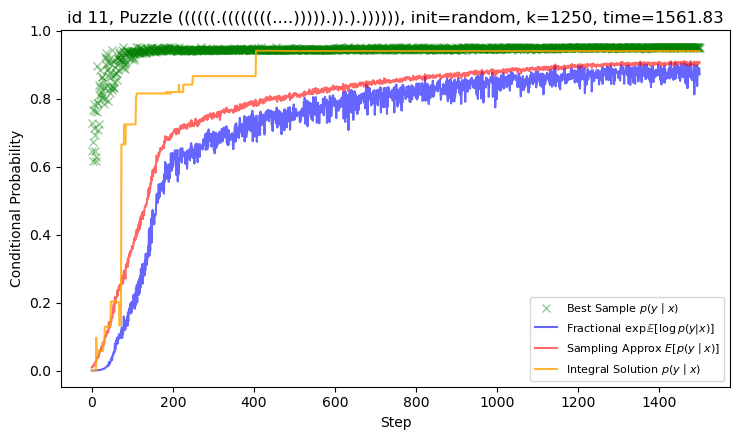 id 11, Puzzle ((((((.((((((((....))))).)).).)))))), init=random, k=1250, time=1561.83
1.0
0.8
0.6
0.4
0.2
0.0
Conditional Probability
0
200
400
600
800
1000
1200
1400
Step
Best Sample p(y | x)
Fractional exp𝔼[log p(y|x)]
Sampling Approx E[p(y | x)]
Integral Solution p(y | x)